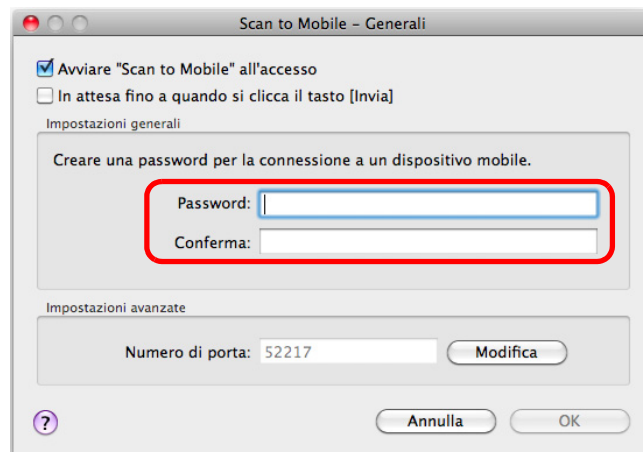 Scan to Mobile – Generali
Avviare "Scan to Mobile" all'accesso
In attesa fino a quando si clicca il tasto [Invia]
Impostazioni generali
Creare una password per la connessione a un dispositivo mobile.
Password:
Conferma:
Impostazioni avanzate
Numero di porta: 52217 Modifica
? Annulla OK